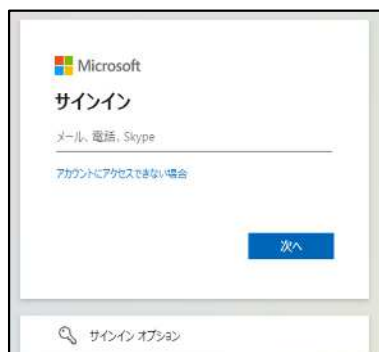 Microsoft
サインイン
メール、電話、Skype
アカウントにアクセスできない場合
次へ
サインイン オプション